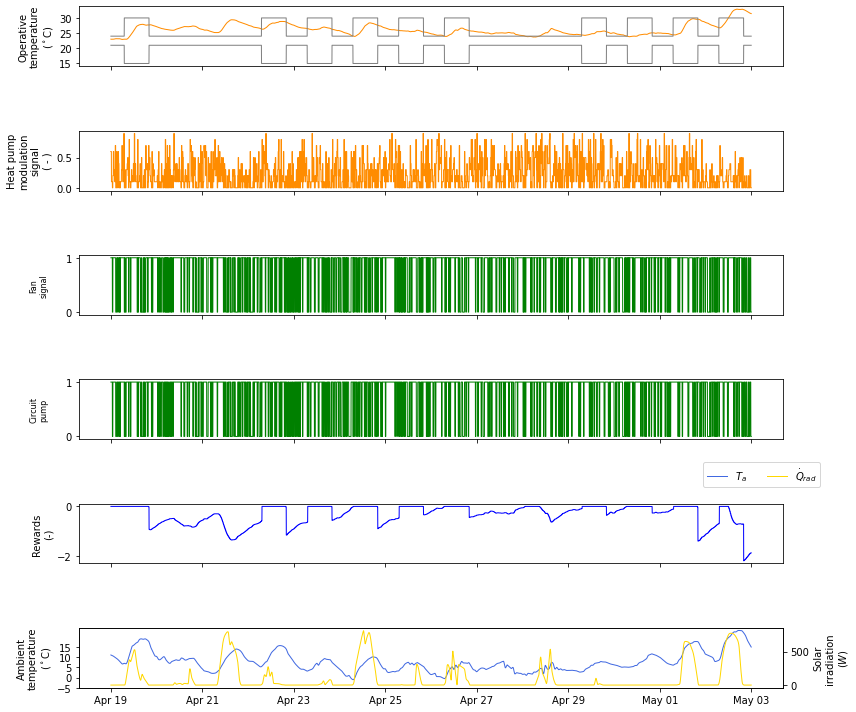 Operative
temperature
(°C)
30
25
20
15
Heat pump
modulation
signal
( - )
0.5
0.0
Fan
signal
1
0
Circuit
pump
1
0
T_a
Q̇_rad
Rewards
(-)
0
−2
Ambient
temperature
(°C)
15
10
5
0
−5
500
0
Solar
irradiation
(W)
Apr 19 Apr 21 Apr 23 Apr 25 Apr 27 Apr 29 May 01 May 03